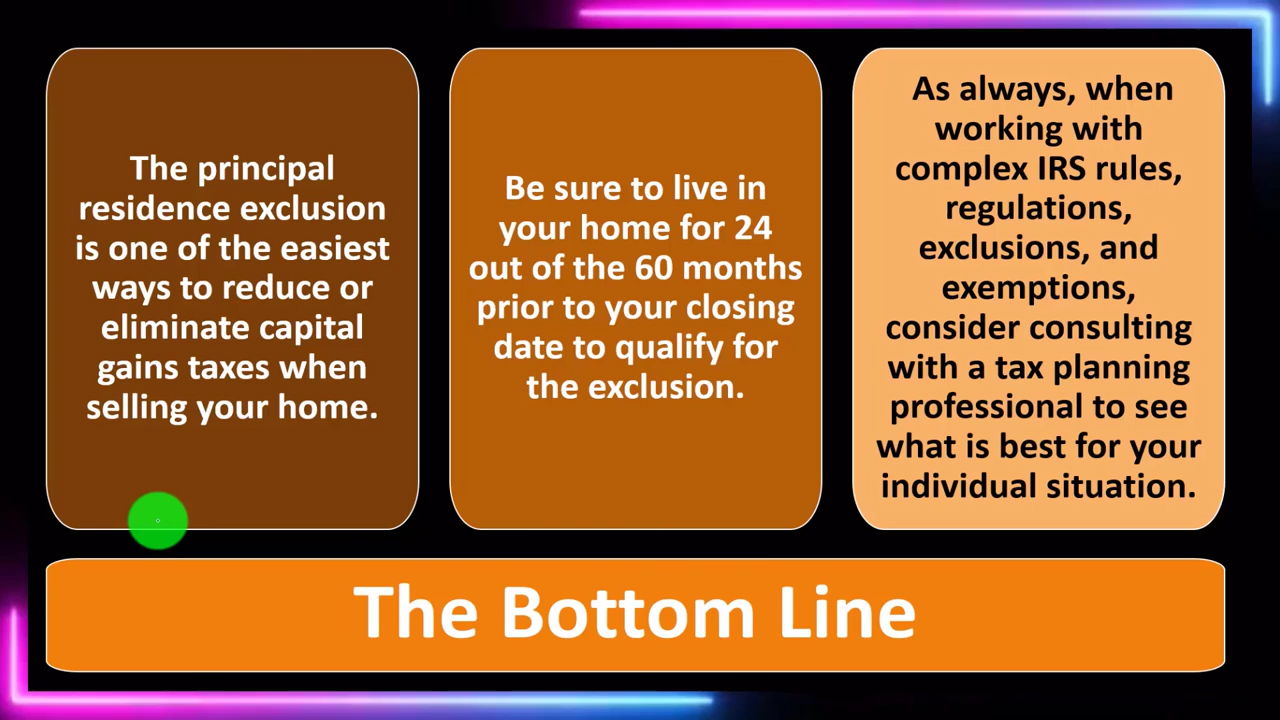 The principal
residence exclusion
is one of the easiest
ways to reduce or
eliminate capital
gains taxes when
selling your home.
Be sure to live in
your home for 24
out of the 60 months
prior to your closing
date to qualify for
the exclusion.
As always, when
working with
complex IRS rules,
regulations,
exclusions, and
exemptions,
consider consulting
with a tax planning
professional to see
what is best for your
individual situation.
The Bottom Line